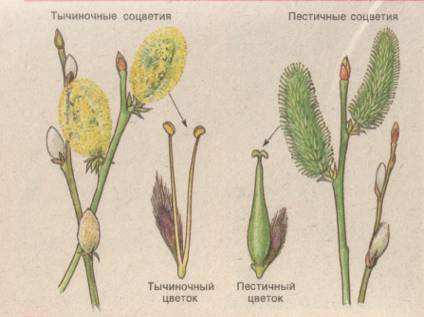 Тычиночные соцветия
Пестичные соцветия
Тычиночный
цветок
Пестичный
цветок